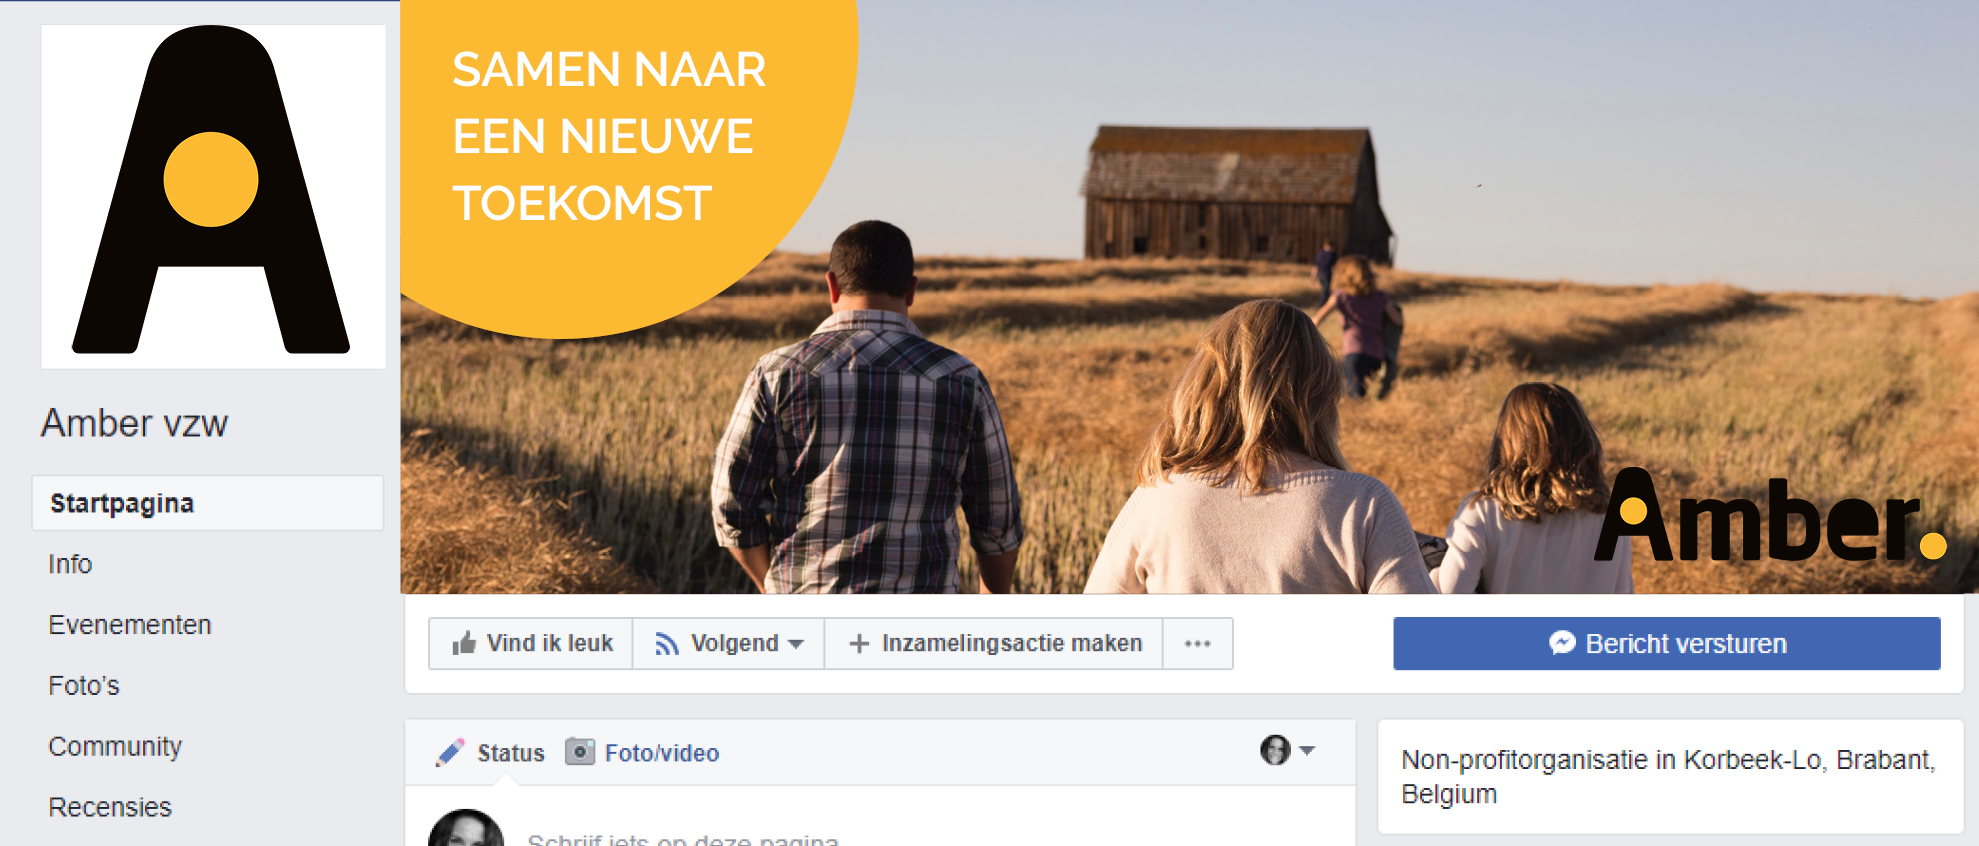 SAMEN NAAR
EEN NIEUWE
TOEKOMST
Amber.
Amber vzw
Startpagina
Info
Evenementen
Foto's
Community
Recensies
Vind ik leuk
Volgend
Inzamelingsactie maken
Bericht versturen
Status
Foto/video
Schrijf iets op deze pagina
Non-profitorganisatie in Korbeek-Lo, Brabant,
Belgium